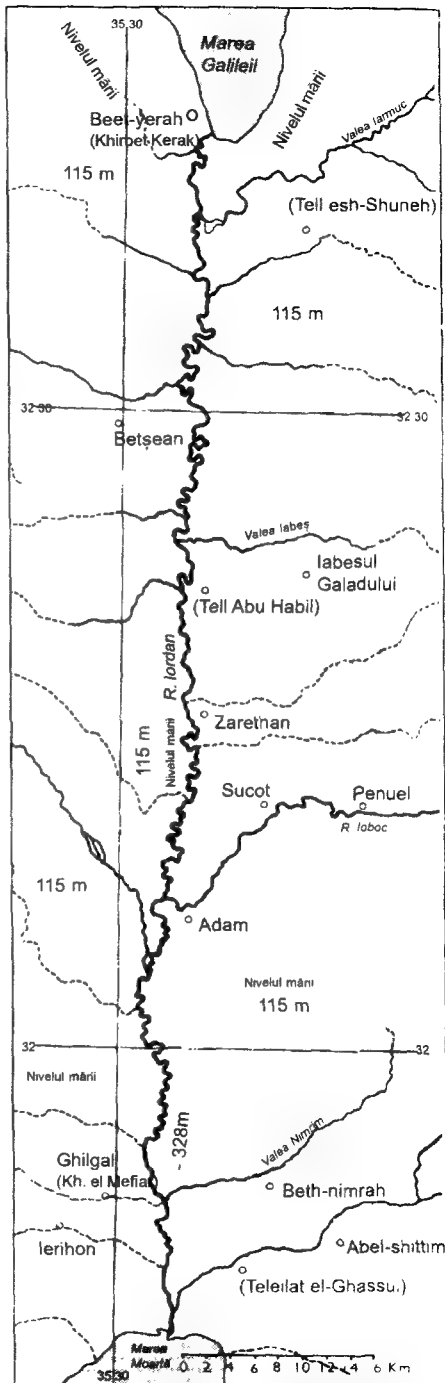 35.30
Marea
Galileii
Nivelul mării
Nivelul mării
Beet-yerah
(Khirbet-Kerak)
Valea Iarmuc
115 m
(Tell esh-Shuneh)
115 m
32 30
32 30
Betșean
Valea Iabeș
Iabesul
Galadului
(Tell Abu Habil)
R. Iordan
Zarethan
115 m
Nivelul mării
Sucot
Penuel
R Iaboc
115 m
Adam
Nivelul mării
115 m
32
32
Nivelul mării
- 328m
Valea Nimrim
Ghilgal
(Kh. el Mefjar)
Beth-nimrah
Ierihon
Abel-shittim
(Teleilat el-Ghassu.)
Marea
Moartă
0 2 4 6 8 10 12 14 6 Km
35.30